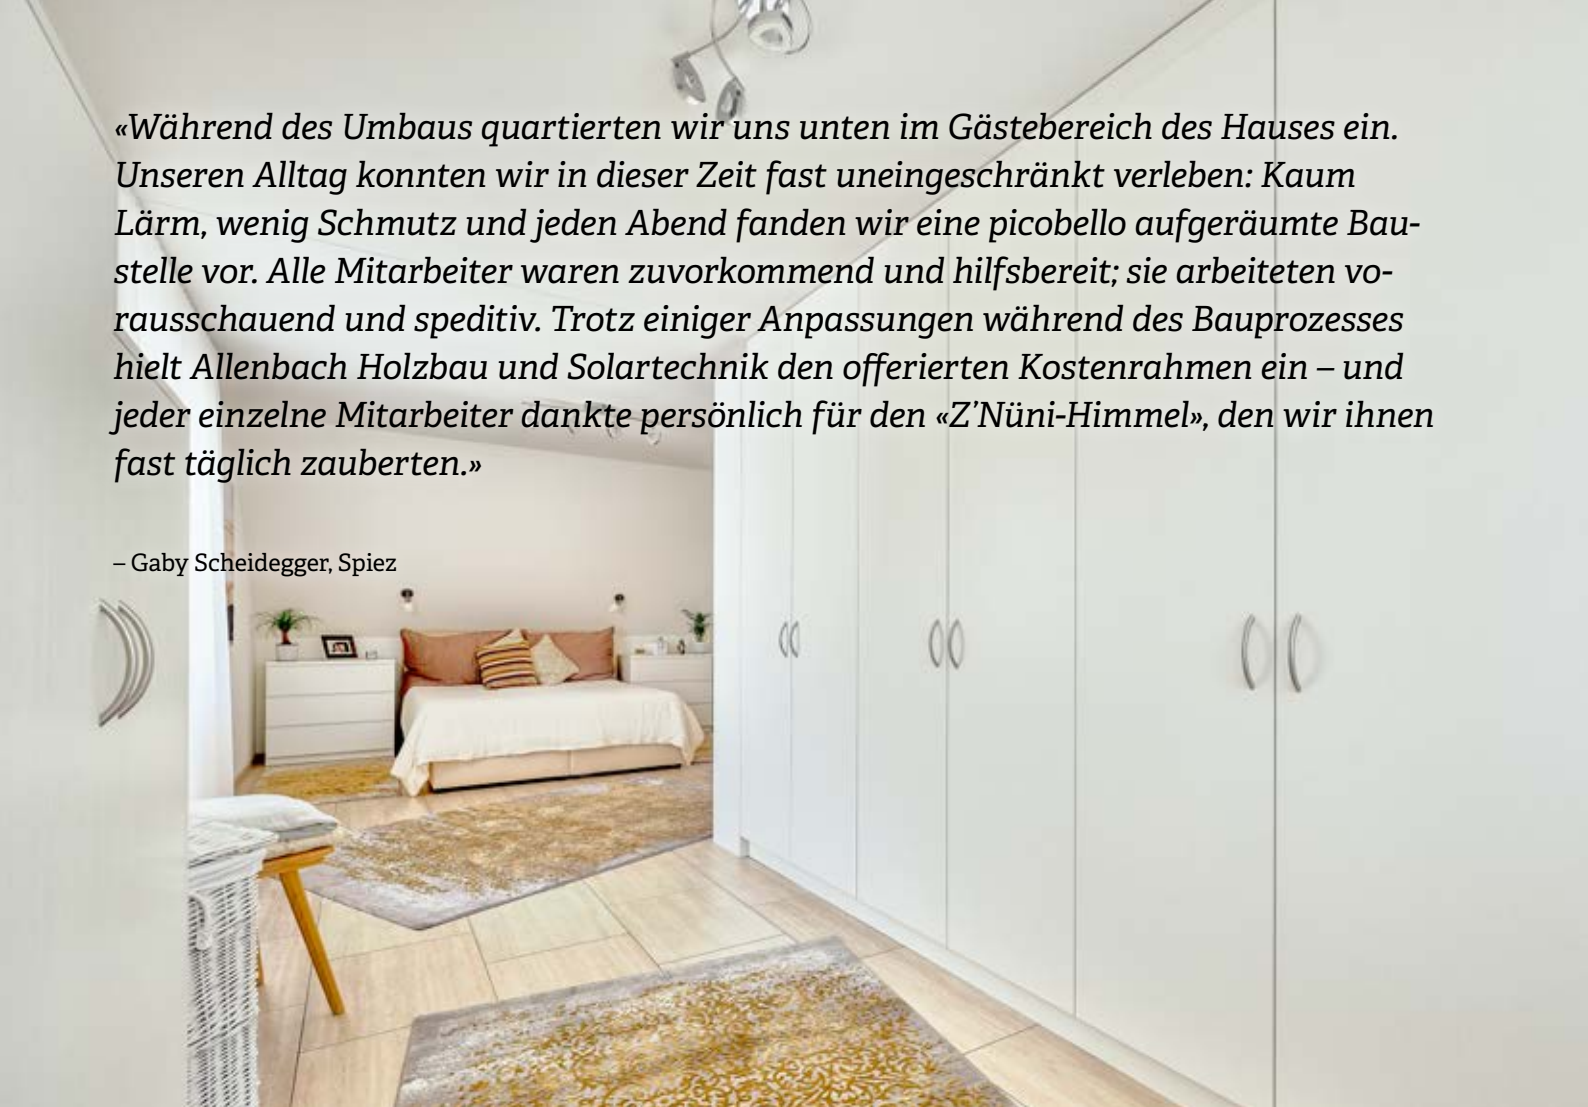 «Während des Umbaus quartierten wir uns unten im Gästebereich des Hauses ein.
Unseren Alltag konnten wir in dieser Zeit fast uneingeschränkt verleben: Kaum
Lärm, wenig Schmutz und jeden Abend fanden wir eine picobello aufgeräumte Bau-
stelle vor. Alle Mitarbeiter waren zuvorkommend und hilfsbereit; sie arbeiteten vo-
rausschauend und speditiv. Trotz einiger Anpassungen während des Bauprozesses
hielt Allenbach Holzbau und Solartechnik den offerierten Kostenrahmen ein – und
jeder einzelne Mitarbeiter dankte persönlich für den «Z’Nüni-Himmel», den wir ihnen
fast täglich zauberten.»
– Gaby Scheidegger, Spiez